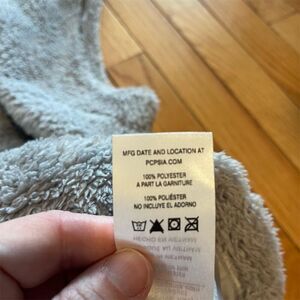 MFG DATE AND LOCATION AT
PCPSIA.COM
100% POLYESTER
A PART LA GARNITURE
100% POLIÉSTER
NO INCLUYE EL ADORNO